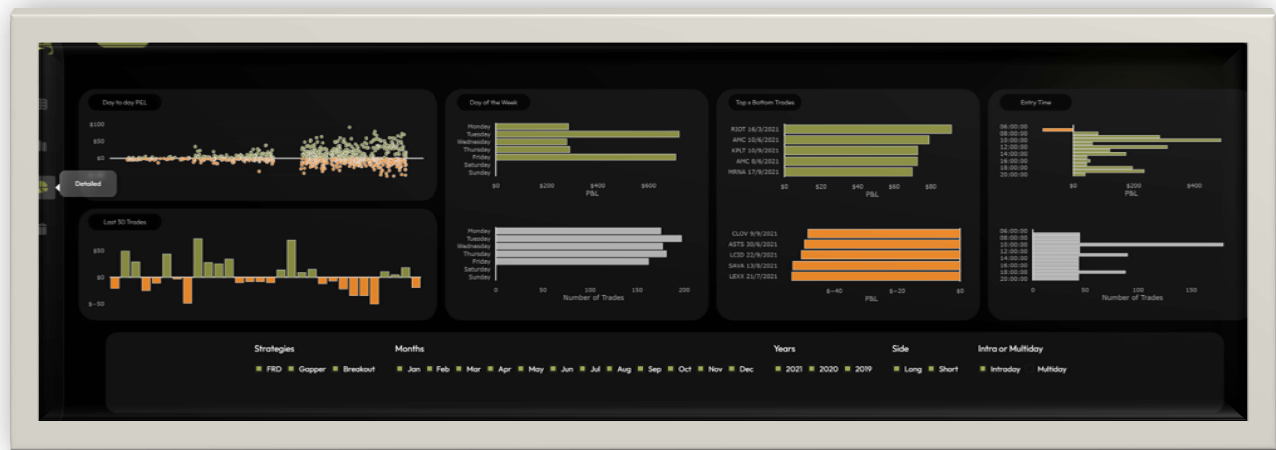 Day to day P&L
$100
$50
$0
Detailed
Last 50 Trades
$50
$0
$−50
Day of the Week
Monday
Tuesday
Wednesday
Thursday
Friday
Saturday
Sunday
$0 $200 $400 $600
P&L
Monday
Tuesday
Wednesday
Thursday
Friday
Saturday
Sunday
0 50 100 150 200
Number of Trades
Top x Bottom Trades
RIOT 16/3/2021
AMC 10/6/2021
KPLT 10/9/2021
AMC 8/6/2021
MRNA 17/9/2021
$0 $20 $40 $60 $80
P&L
CLOV 9/9/2021
ASTS 30/6/2021
LCID 22/9/2021
SAVA 13/9/2021
LEXX 21/7/2021
$−40 $−20 $0
P&L
Entry Time
06:00:00
08:00:00
10:00:00
12:00:00
14:00:00
16:00:00
18:00:00
20:00:00
$0 $200 $400
P&L
06:00:00
08:00:00
10:00:00
12:00:00
14:00:00
16:00:00
18:00:00
20:00:00
0 50 100 150
Number of Trades
Strategies Months Years Side Intra or Multiday
FRD Gapper Breakout Jan Feb Mar Apr May Jun Jul Aug Sep Oct Nov Dec 2021 2020 2019 Long Short Intraday Multiday